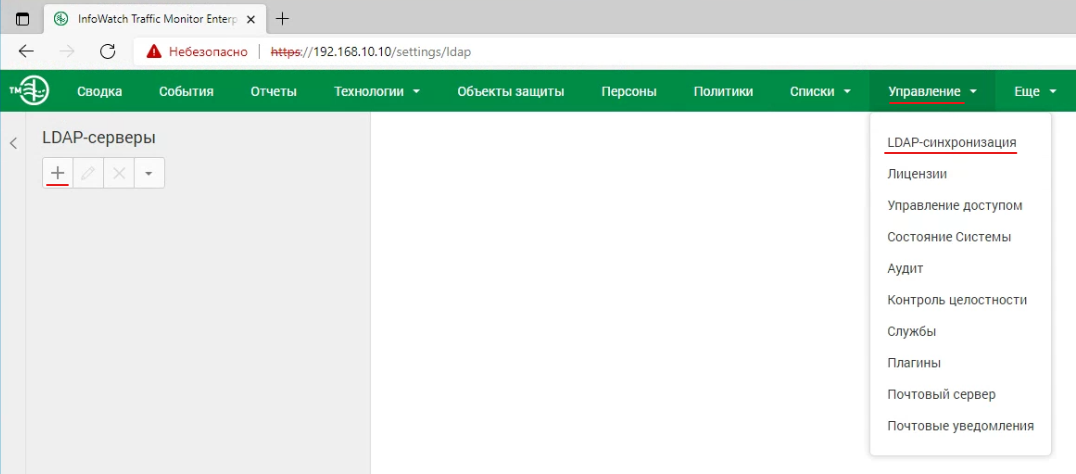 InfoWatch Traffic Monitor Enterp
Небезопасно https://192.168.10.10/settings/ldap
TM Сводка События Отчеты Технологии Объекты защиты Персоны Политики Списки Управление Еще
LDAP-серверы
LDAP-синхронизация
Лицензии
Управление доступом
Состояние Системы
Аудит
Контроль целостности
Службы
Плагины
Почтовый сервер
Почтовые уведомления